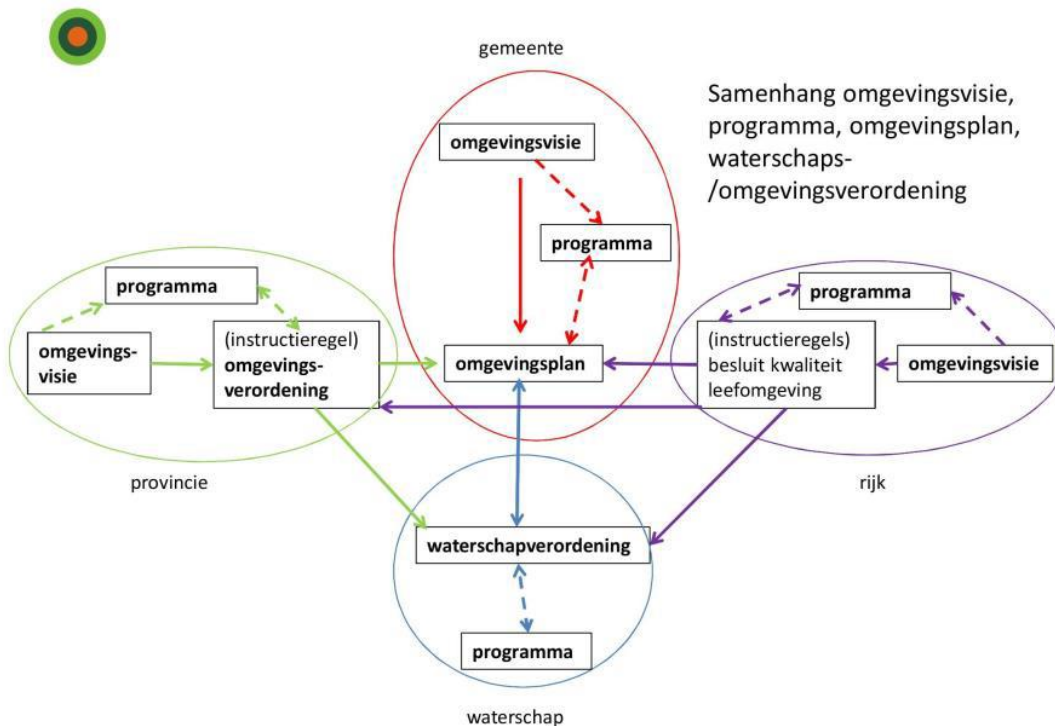 gemeente
Samenhang omgevingsvisie,
programma, omgevingsplan,
waterschaps-
/omgevingsverordening
omgevingsvisie
programma
programma
omgevings-
visie
(instructieregel)
omgevings-
verordening
omgevingsplan
programma
(instructieregels)
besluit kwaliteit
leefomgeving
omgevingsvisie
provincie
rijk
waterschapverordening
programma
waterschap